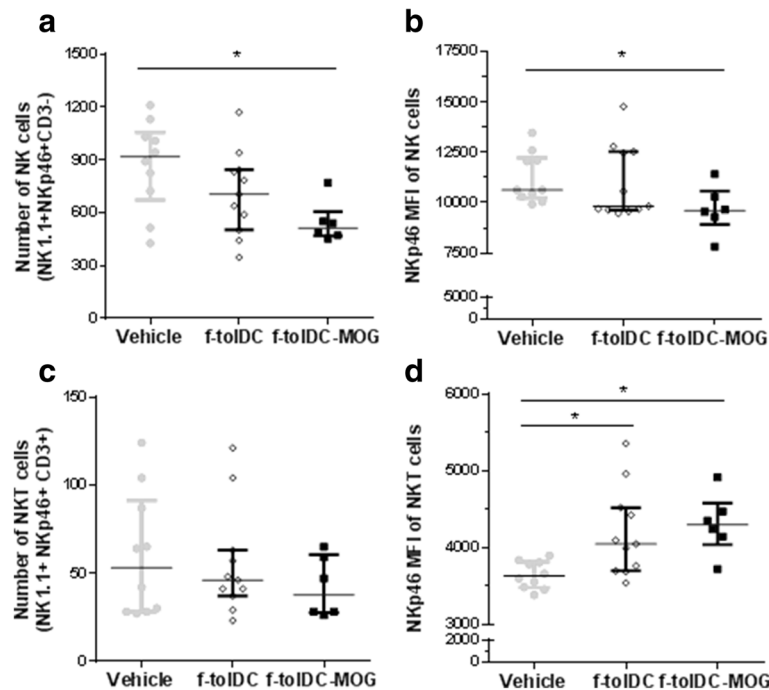 a
Number of NK cells
(NK1.1+NKp46+CD3-)
1500
1200
900
600
300
0
*
Vehicle f-tolDC f-tolDC-MOG
b
NKp46 MFI of NK cells
17500
15000
12500
10000
7500
5000
0
*
Vehicle f-tolDC f-tolDC-MOG
c
Number of NKT cells
(NK1.1+ NKp46+ CD3+)
150
100
50
0
Vehicle f-tolDC f-tolDC-MOG
d
NKp46 MFI of NKT cells
6000
5000
4000
3000
2000
0
*
*
Vehicle f-tolDC f-tolDC-MOG